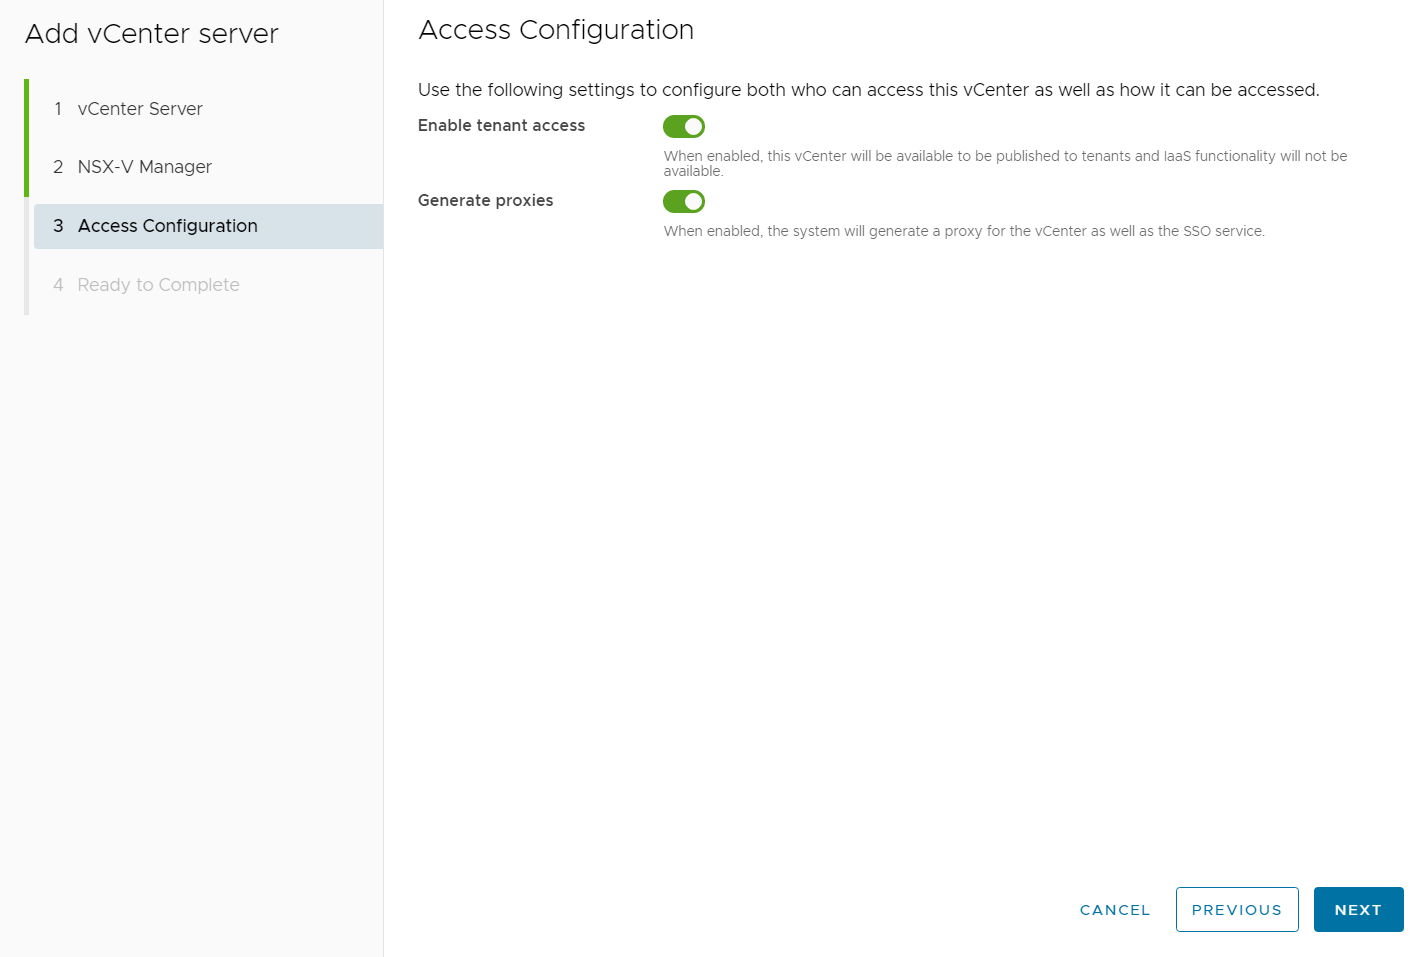 Add vCenter server
1 vCenter Server
2 NSX-V Manager
3 Access Configuration
4 Ready to Complete
Access Configuration
Use the following settings to configure both who can access this vCenter as well as how it can be accessed.
Enable tenant access
When enabled, this vCenter will be available to be published to tenants and IaaS functionality will not be
available.
Generate proxies
When enabled, the system will generate a proxy for the vCenter as well as the SSO service.
CANCEL
PREVIOUS
NEXT